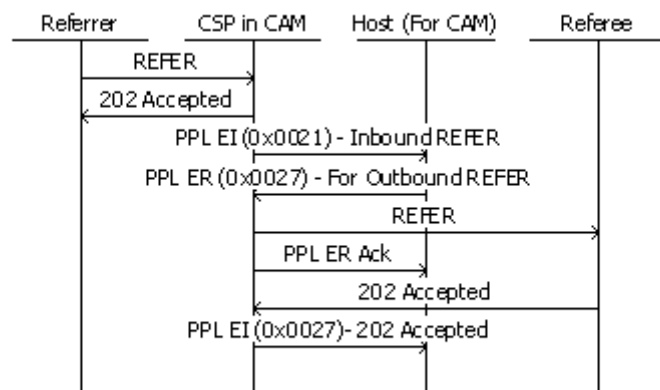 Referrer CSP in CAM Host (For CAM) Referee
REFER
202 Accepted
PPL EI (0x0021) - Inbound REFER
PPL ER (0x0027) - For Outbound REFER
REFER
PPL ER Ack
202 Accepted
PPL EI (0x0027)- 202 Accepted